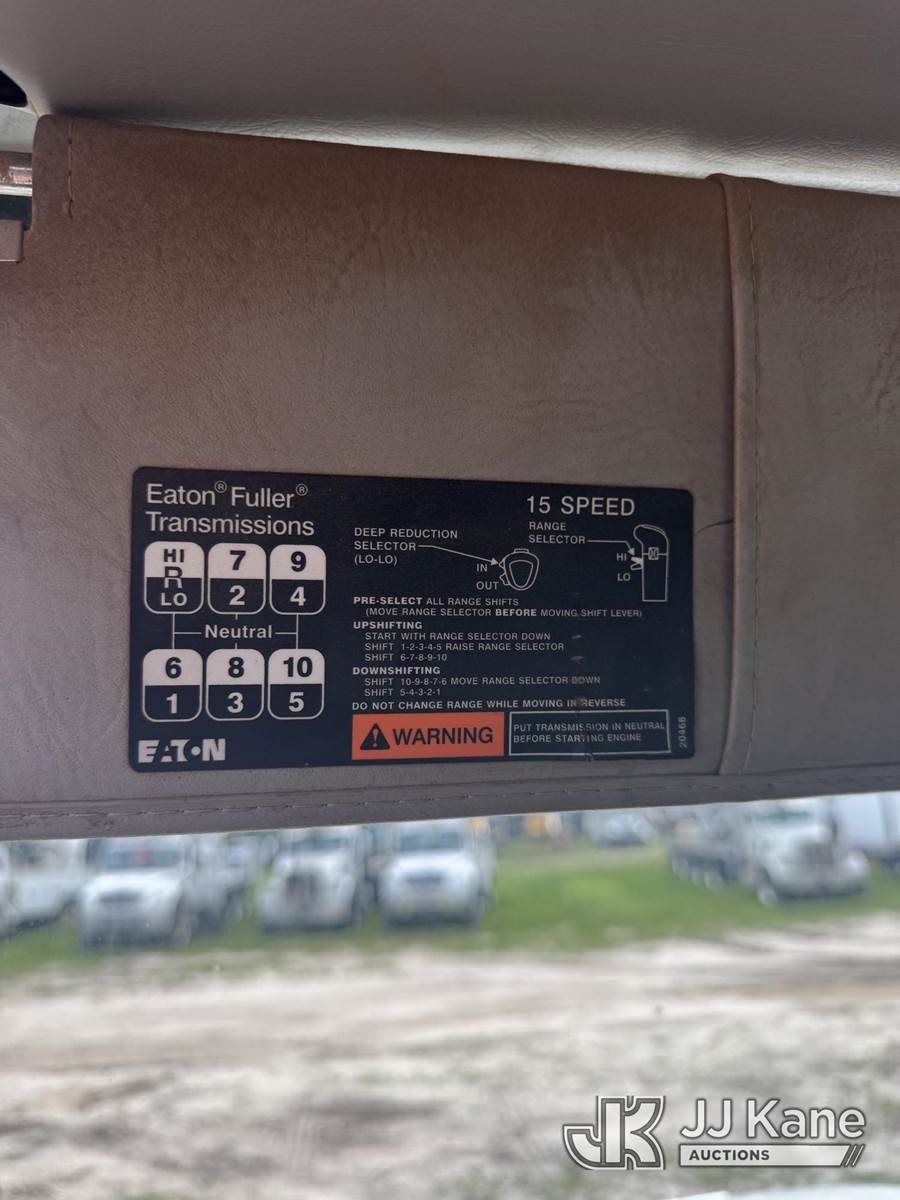 Eaton® Fuller®
Transmissions
15 SPEED
HI
R
LO
7
2
9
4
Neutral
6
1
8
3
10
5
EATON
DEEP REDUCTION
SELECTOR
(LO-LO)
IN
OUT
RANGE
SELECTOR
HI
LO
PRE-SELECT ALL RANGE SHIFTS
(MOVE RANGE SELECTOR BEFORE MOVING SHIFT LEVER)
UPSHIFTING
START WITH RANGE SELECTOR DOWN
SHIFT 1-2-3-4-5 RAISE RANGE SELECTOR
SHIFT 6-7-8-9-10
DOWNSHIFTING
SHIFT 10-9-8-7-6 MOVE RANGE SELECTOR DOWN
SHIFT 5-4-3-2-1
DO NOT CHANGE RANGE WHILE MOVING IN REVERSE
WARNING
PUT TRANSMISSION IN NEUTRAL
BEFORE STARTING ENGINE
20468
JK JJ Kane
AUCTIONS